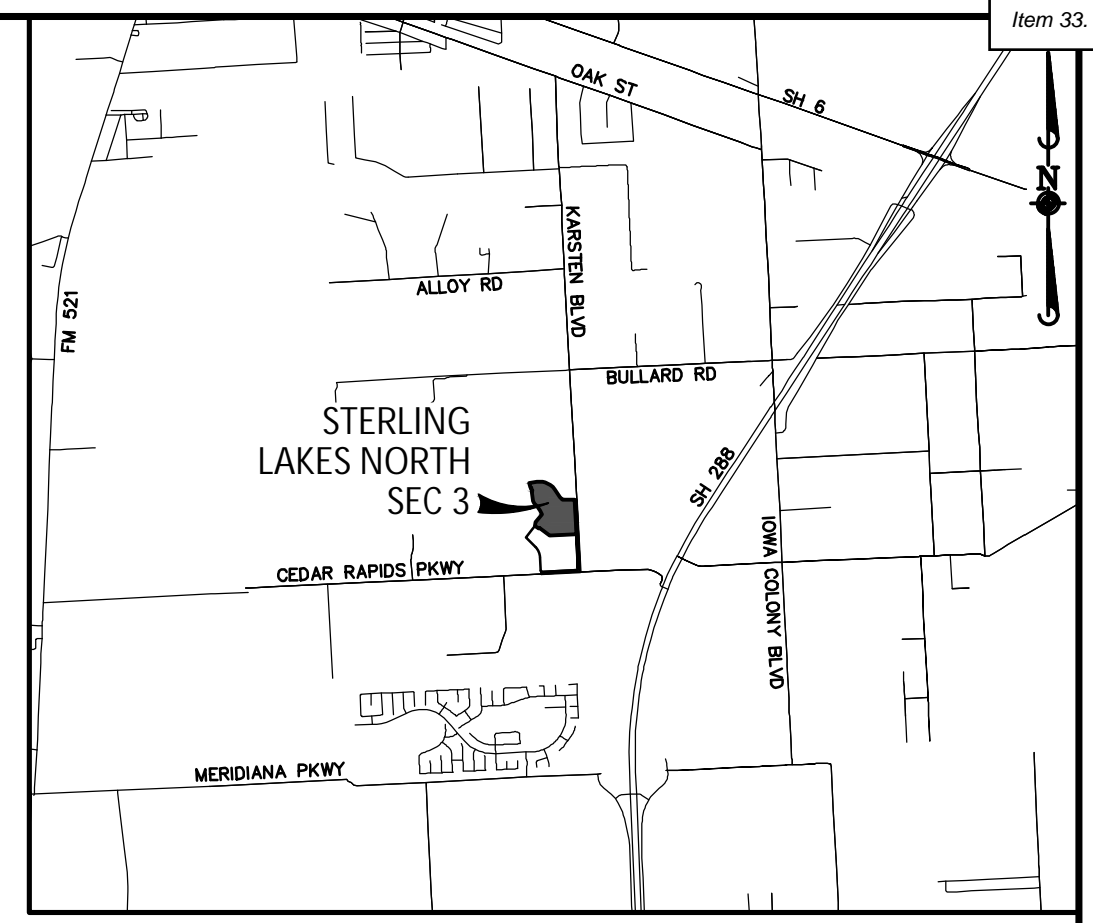 Item 33.
OAK ST
SH 6
N
KARSTEN BLVD
ALLOY RD
FM 521
BULLARD RD
STERLING
LAKES NORTH
SEC 3
SH 288
IOWA COLONY BLVD
CEDAR RAPIDS PKWY
MERIDIANA PKWY